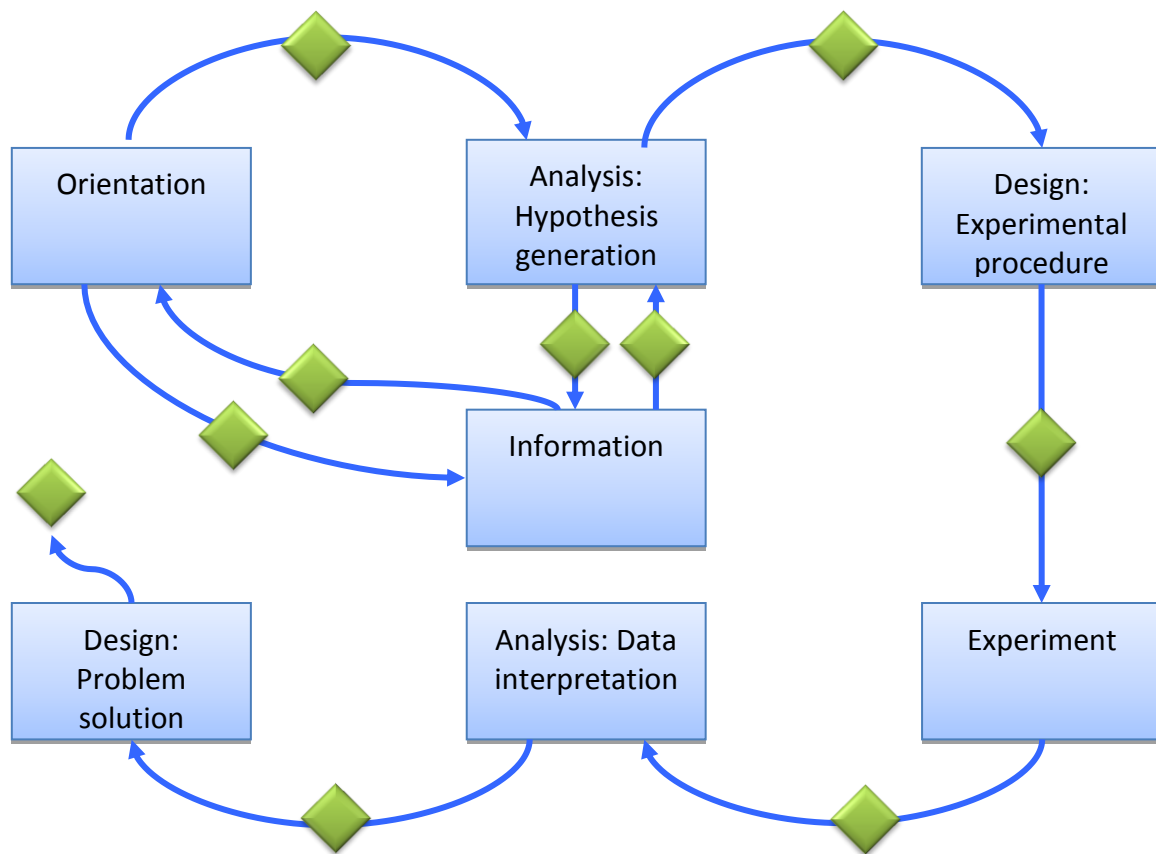 Orientation
Analysis:
Hypothesis
generation
Design:
Experimental
procedure
Information
Design:
Problem
solution
Analysis: Data
interpretation
Experiment